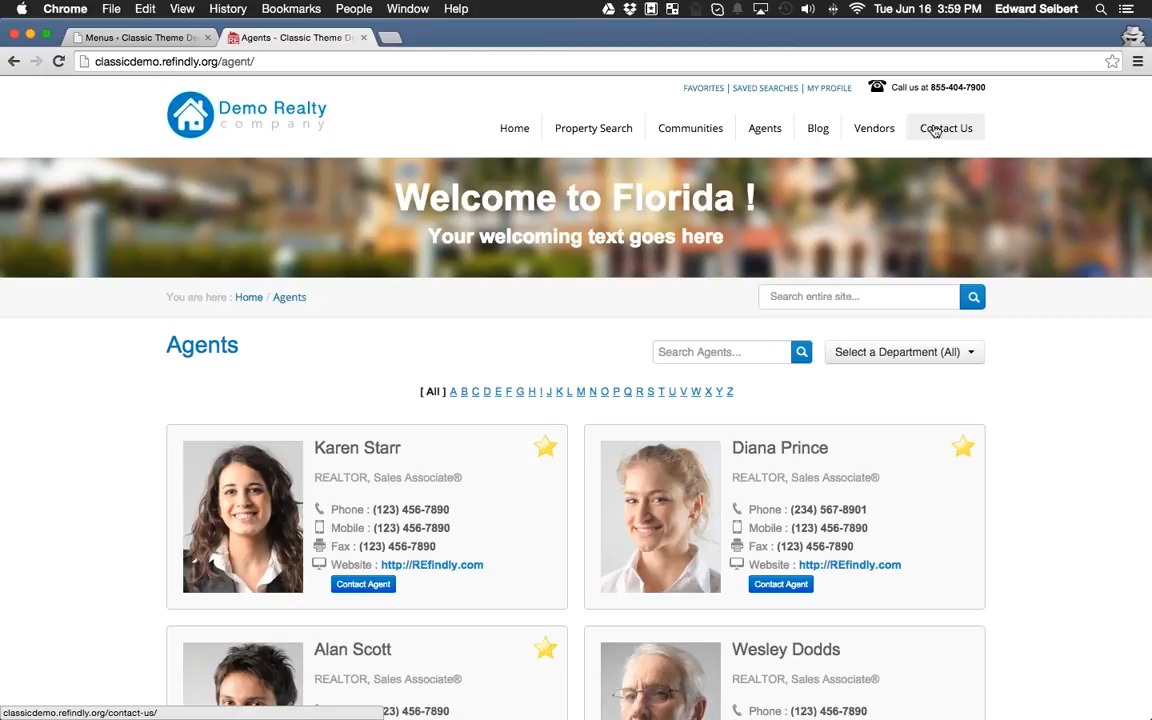 Chrome File Edit View History Bookmarks People Window Help Tue Jun 16 3:59 PM Edward Seibert
Menus ‹ Classic Theme De × Agents - Classic Theme D ×
classicdemo.refindly.org/agent/
FAVORITES | SAVED SEARCHES | MY PROFILE Call us at 855-404-7900
Demo Realty
company
Home Property Search Communities Agents Blog Vendors Contact Us
Welcome to Florida !
Your welcoming text goes here
You are here : Home / Agents Search entire site...
Agents Search Agents... Select a Department (All)
[ All ] A B C D E F G H I J K L M N O P Q R S T U V W X Y Z
Karen Starr
REALTOR, Sales Associate®
Phone : (123) 456-7890
Mobile : (123) 456-7890
Fax : (123) 456-7890
Website : http://REfindly.com
Contact Agent
Diana Prince
REALTOR, Sales Associate®
Phone : (234) 567-8901
Mobile : (123) 456-7890
Fax : (123) 456-7890
Website : http://REfindly.com
Contact Agent
Alan Scott
REALTOR, Sales Associate®
Phone : (123) 456-7890
Wesley Dodds
REALTOR, Sales Associate®
Phone : (123) 456-7890
classicdemo.refindly.org/contact-us/